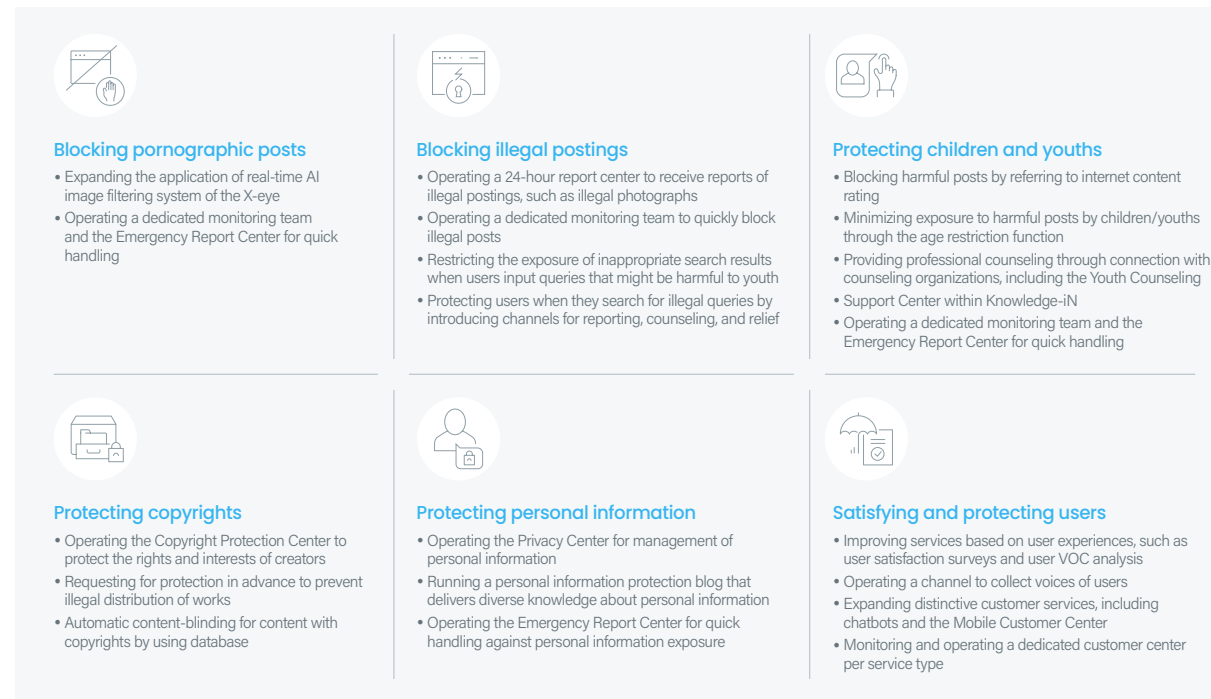 Blocking pornographic posts
• Expanding the application of real-time AI
image filtering system of the X-eye
• Operating a dedicated monitoring team
and the Emergency Report Center for quick
handling
Blocking illegal postings
• Operating a 24-hour report center to receive reports of
illegal postings, such as illegal photographs
• Operating a dedicated monitoring team to quickly block
illegal posts
• Restricting the exposure of inappropriate search results
when users input queries that might be harmful to youth
• Protecting users when they search for illegal queries by
introducing channels for reporting, counseling, and relief
Protecting children and youths
• Blocking harmful posts by referring to internet content
rating
• Minimizing exposure to harmful posts by children/youths
through the age restriction function
• Providing professional counseling through connection with
counseling organizations, including the Youth Counseling
• Support Center within Knowledge-iN
• Operating a dedicated monitoring team and the
Emergency Report Center for quick handling
Protecting copyrights
• Operating the Copyright Protection Center to
protect the rights and interests of creators
• Requesting for protection in advance to prevent
illegal distribution of works
• Automatic content-blinding for content with
copyrights by using database
Protecting personal information
• Operating the Privacy Center for management of
personal information
• Running a personal information protection blog that
delivers diverse knowledge about personal information
• Operating the Emergency Report Center for quick
handling against personal information exposure
Satisfying and protecting users
• Improving services based on user experiences, such as
user satisfaction surveys and user VOC analysis
• Operating a channel to collect voices of users
• Expanding distinctive customer services, including
chatbots and the Mobile Customer Center
• Monitoring and operating a dedicated customer center
per service type